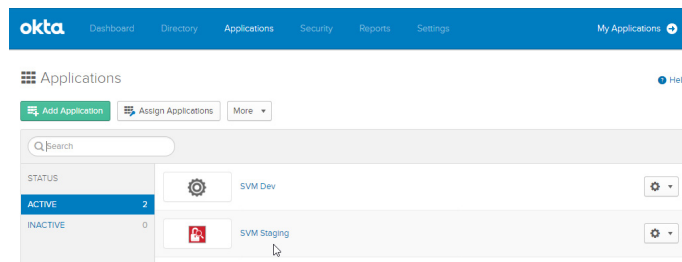 okta Dashboard Directory Applications Security Reports Settings My Applications
Applications
Hel
Add Application Assign Applications More
Search
STATUS
ACTIVE 2
INACTIVE 0
SVM Dev
SVM Staging